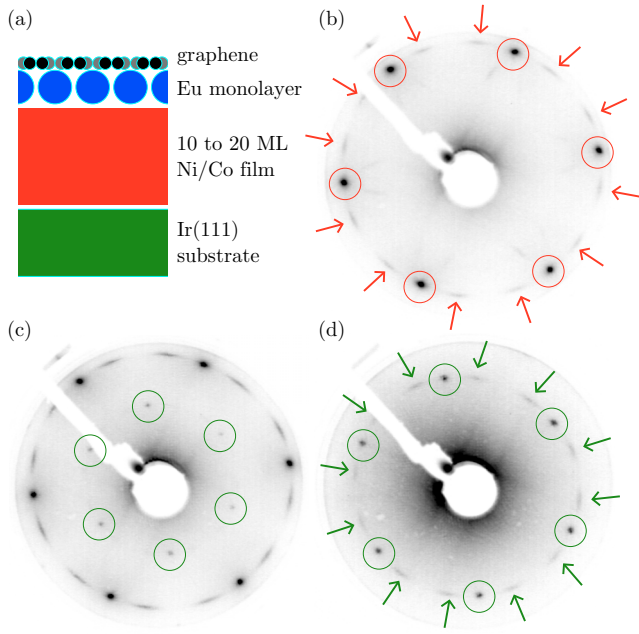 (a)
graphene
Eu monolayer
10 to 20 ML
Ni/Co film
Ir(111)
substrate
(b)
(c)
(d)